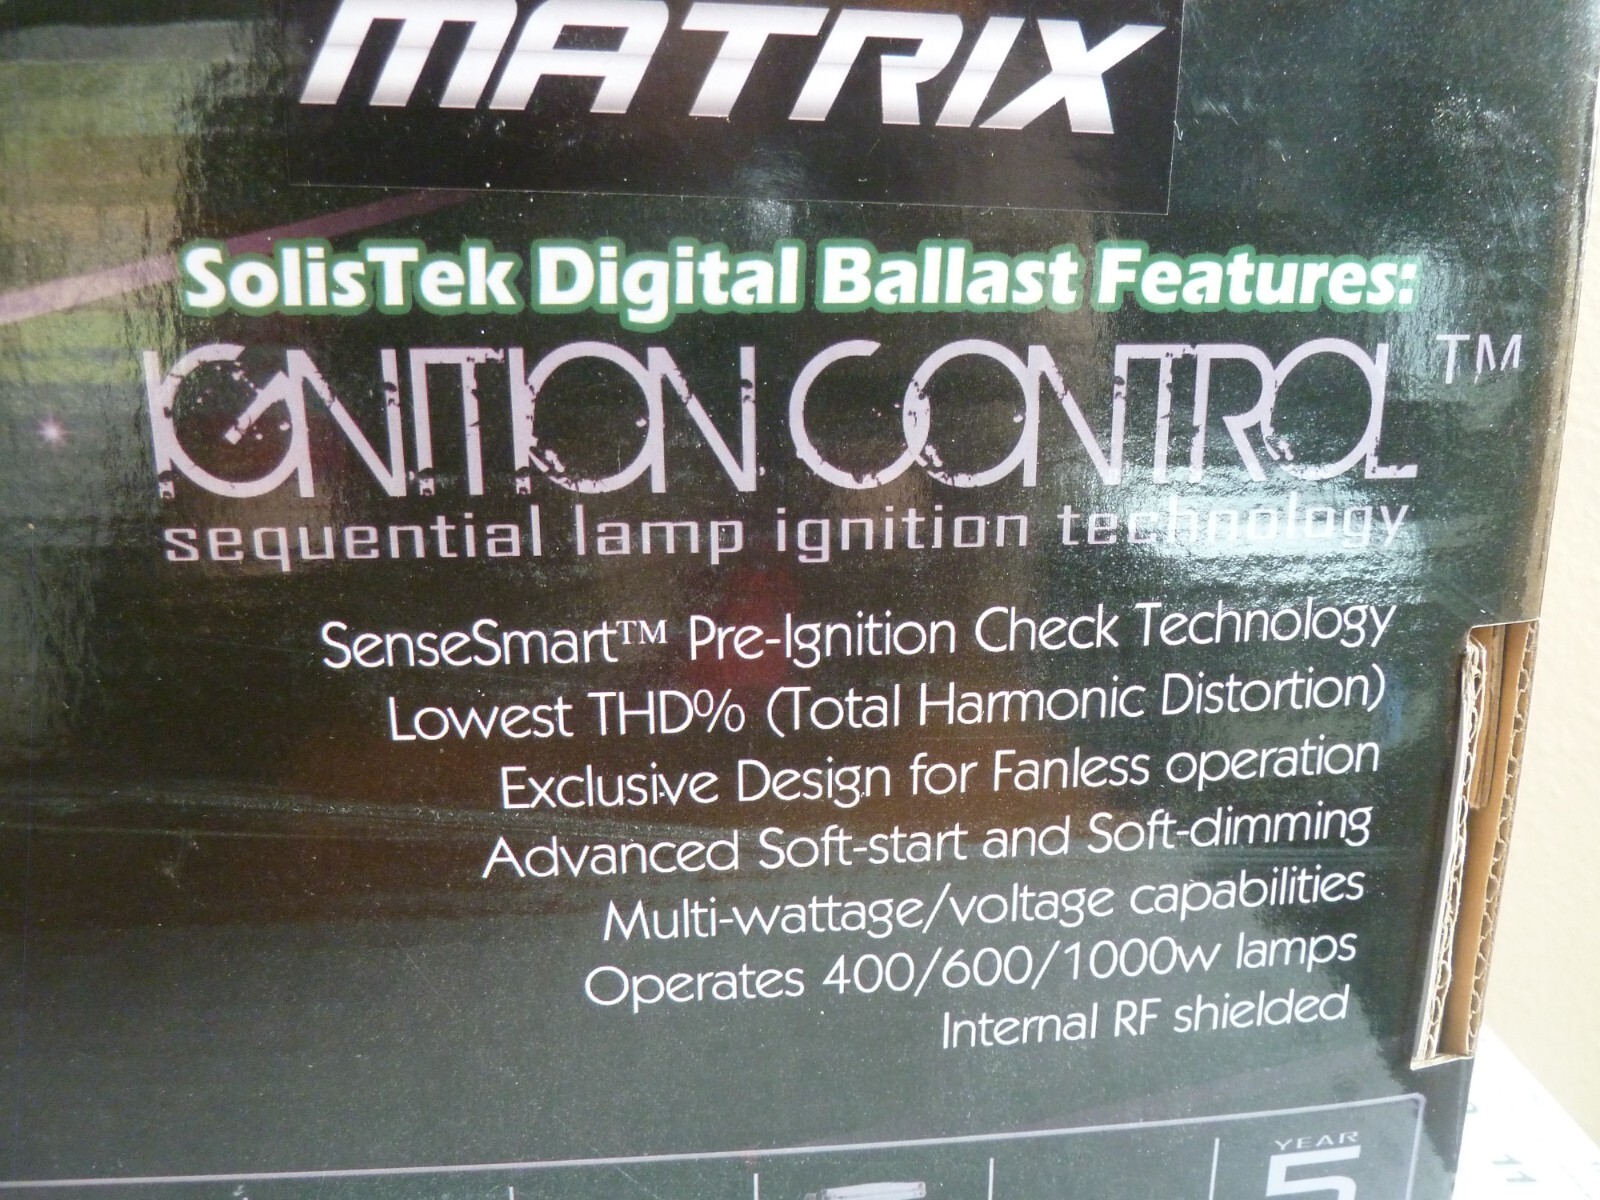 MATRIX
SolisTek Digital Ballast Features:
IGNITION CONTROL™
sequential lamp ignition technology
SenseSmart™ Pre-Ignition Check Technology
Lowest THD% (Total Harmonic Distortion)
Exclusive Design for Fanless operation
Advanced Soft-start and Soft-dimming
Multi-wattage/voltage capabilities
Operates 400/600/1000w lamps
Internal RF shielded
YEAR
5
11